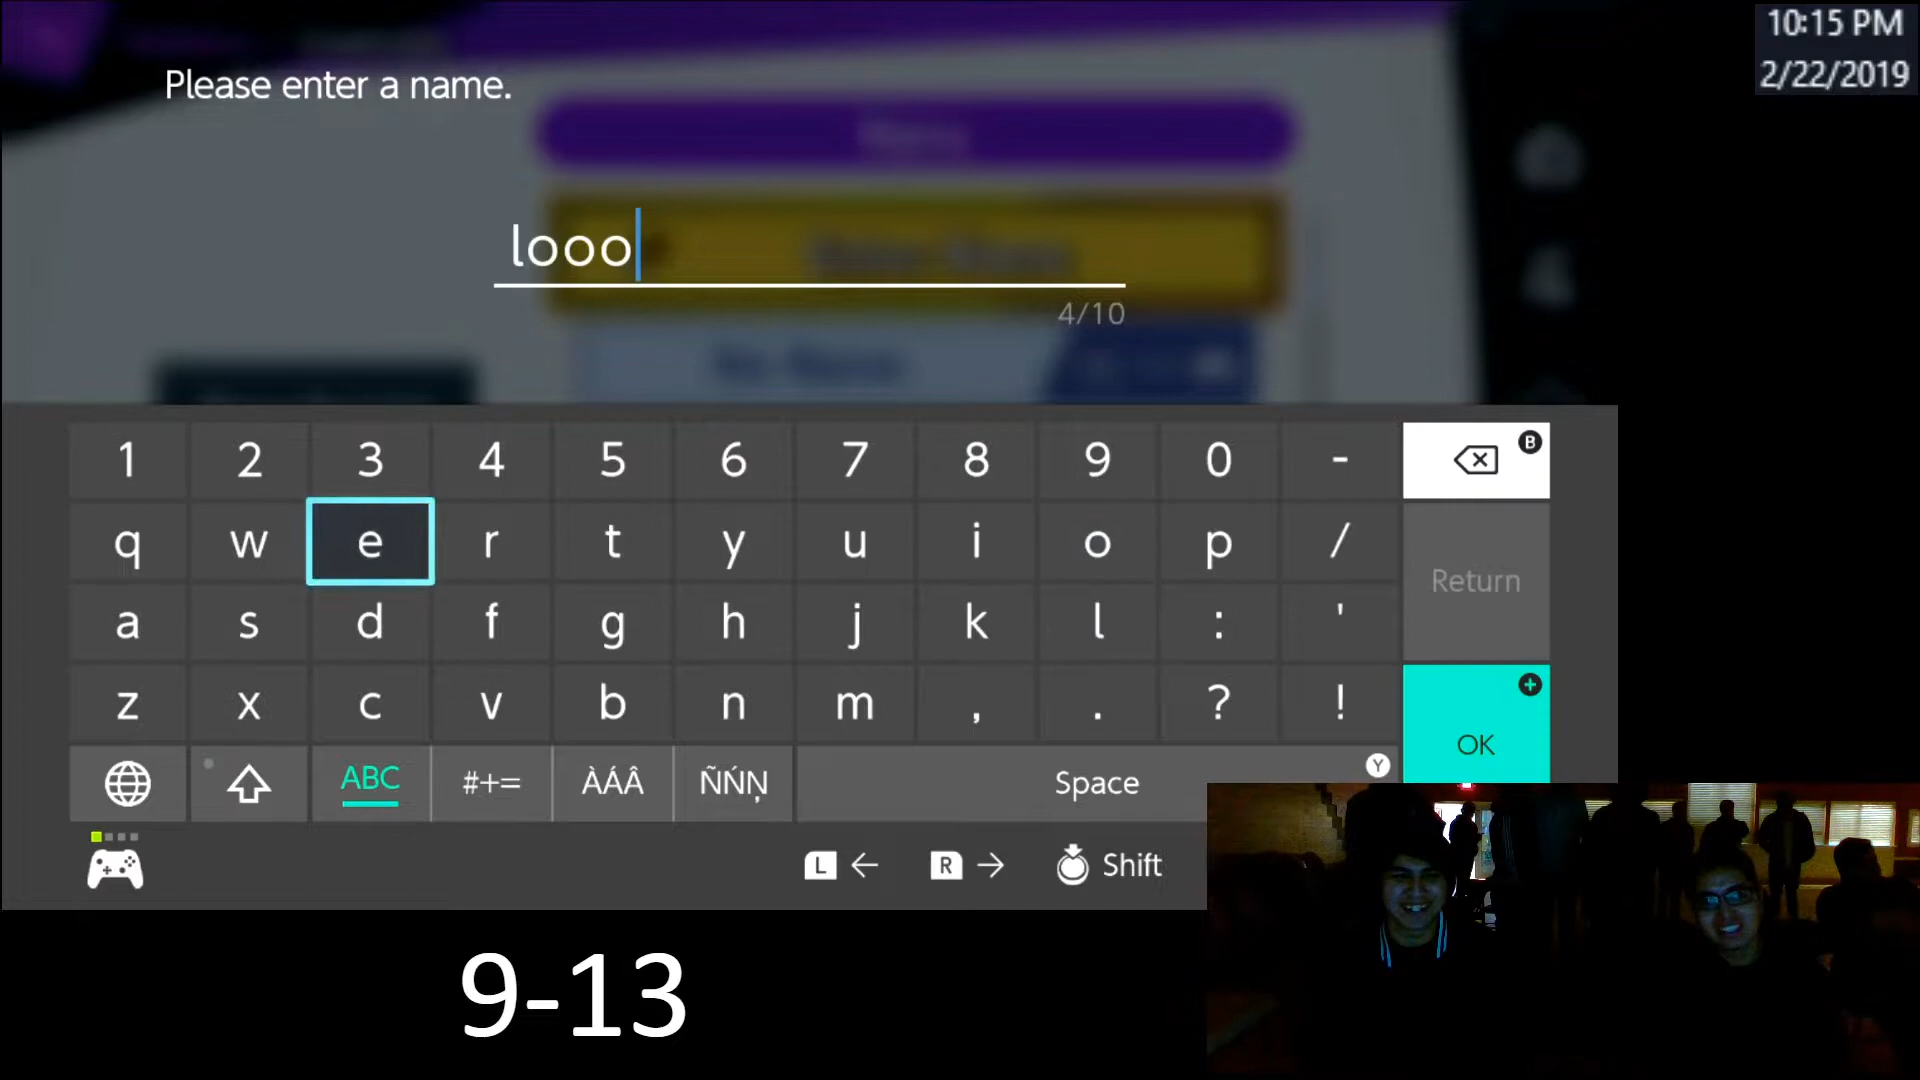 10:15 PM
2/22/2019
Please enter a name.
looo
4/10
1 2 3 4 5 6 7 8 9 0 - B
q w e r t y u i o p /
Return
a s d f g h j k l : '
z x c v b n m , . ? ! +
OK
ABC #+= ÀÁÂ ÑŃŅ Space Y
L ← R → Shift
9-13